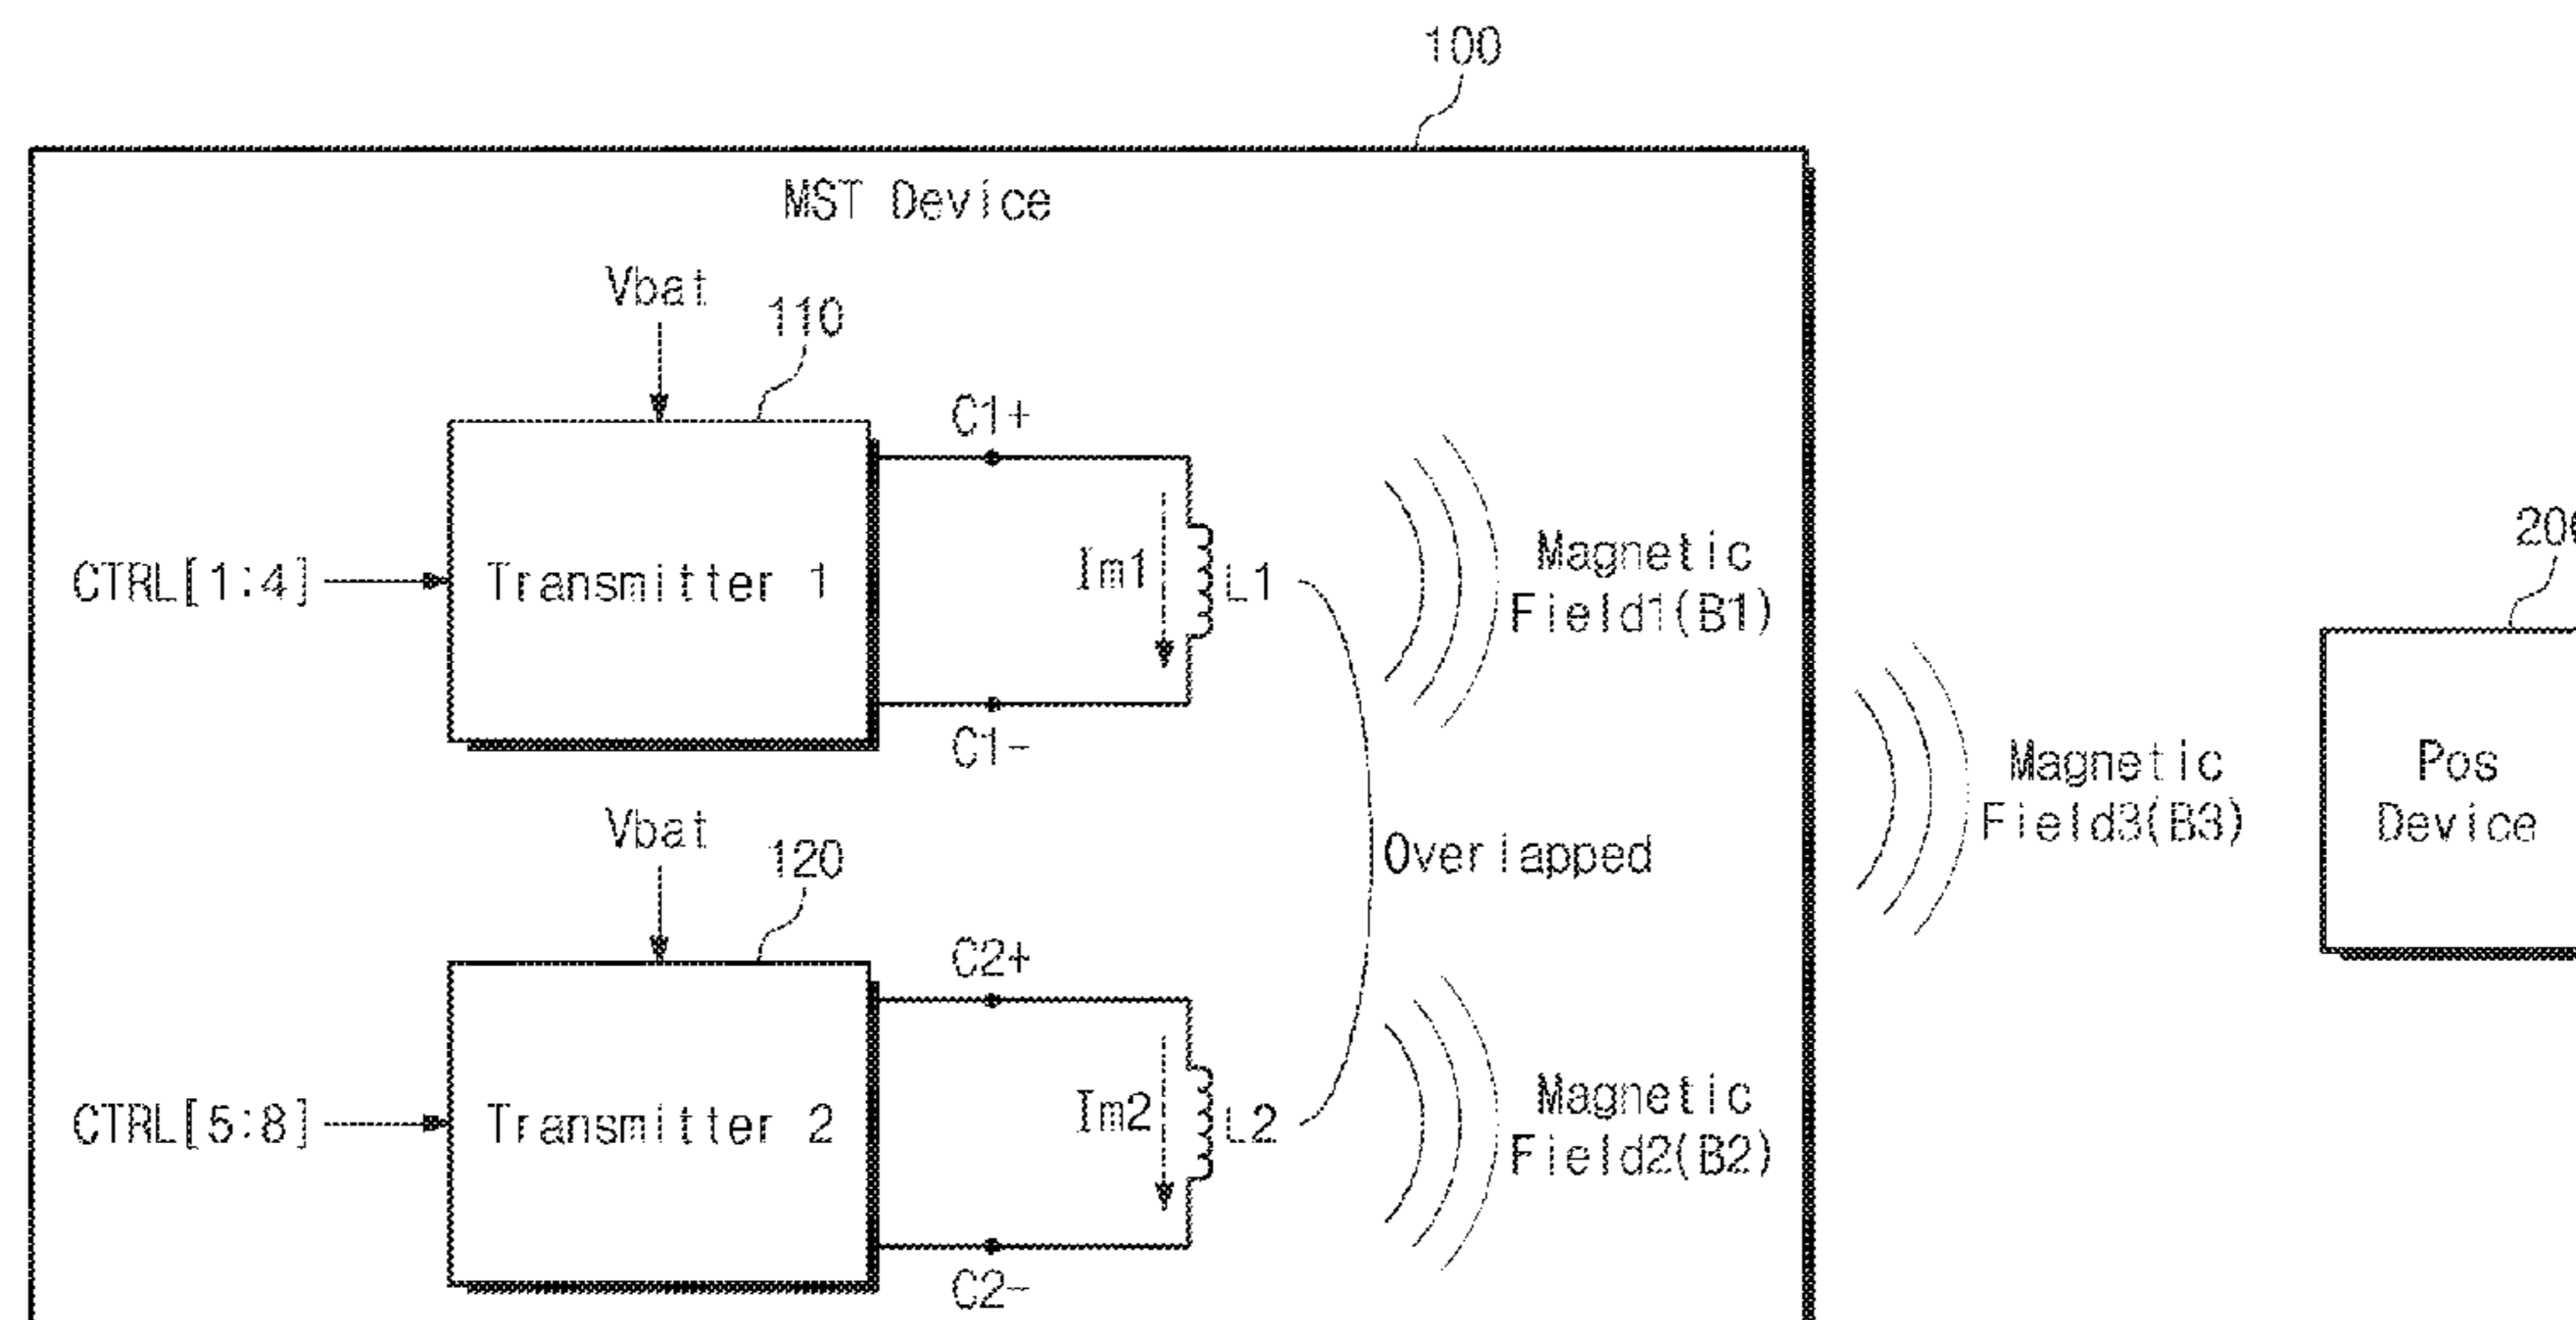 100
MST Device
Vbat
110
C1+
CTRL[1:4]
Transmitter 1
Im1
L1
Magnetic
Field1(B1)
C1-
Vbat
120
Overlapped
Magnetic
Field3(B3)
Pos
Device
C2+
CTRL[5:8]
Transmitter 2
Im2
L2
Magnetic
Field2(B2)
C2-